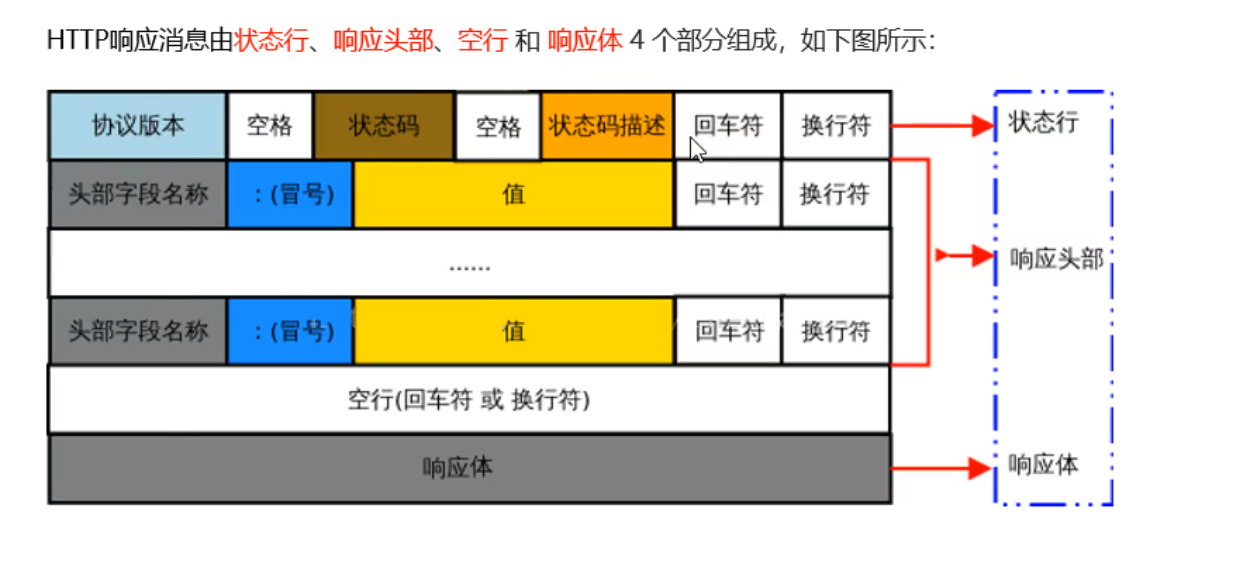 HTTP响应消息由状态行、响应头部、空行 和 响应体 4 个部分组成，如下图所示：
协议版本 空格 状态码 空格 状态码描述 回车符 换行符 状态行
头部字段名称 ：(冒号) 值 回车符 换行符
...... 响应头部
头部字段名称 ：(冒号) 值 回车符 换行符
空行(回车符 或 换行符)
响应体 响应体